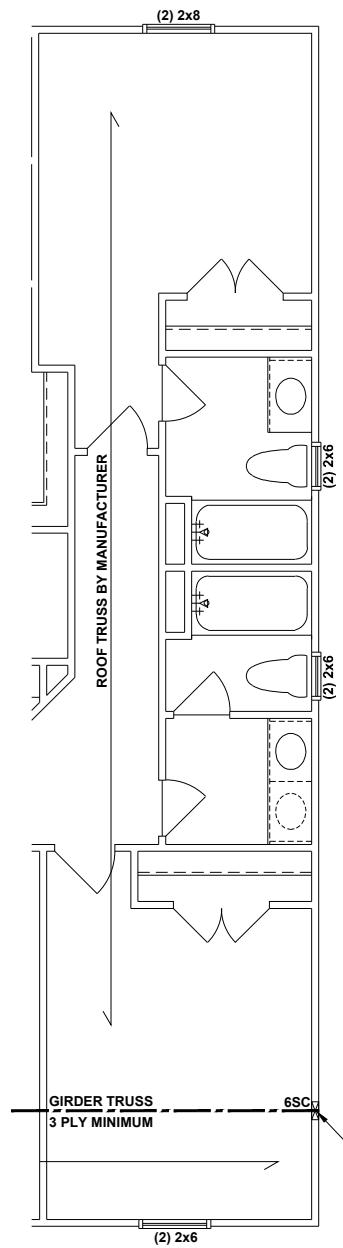 (2) 2x8
(2) 2x6
ROOF TRUSS BY MANUFACTURER
(2) 2x6
GIRDER TRUSS
6SC
3 PLY MINIMUM
(2) 2x6